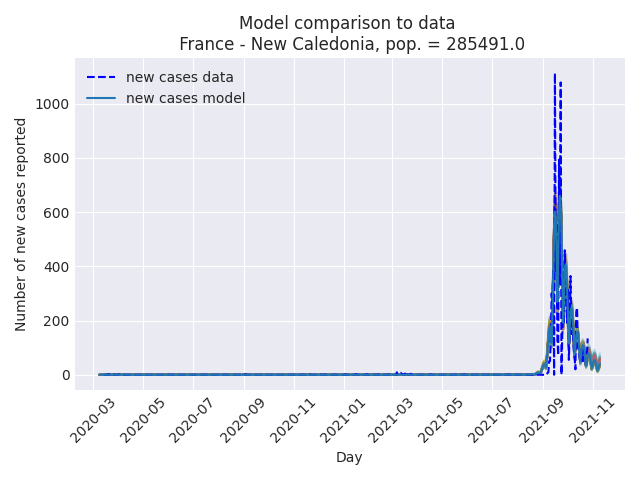 Model comparison to data
France - New Caledonia, pop. = 285491.0
new cases data
new cases model
Number of new cases reported
1000
800
600
400
200
0
2020-03
2020-05
2020-07
2020-09
2020-11
2021-01
2021-03
2021-05
2021-07
2021-09
2021-11
Day